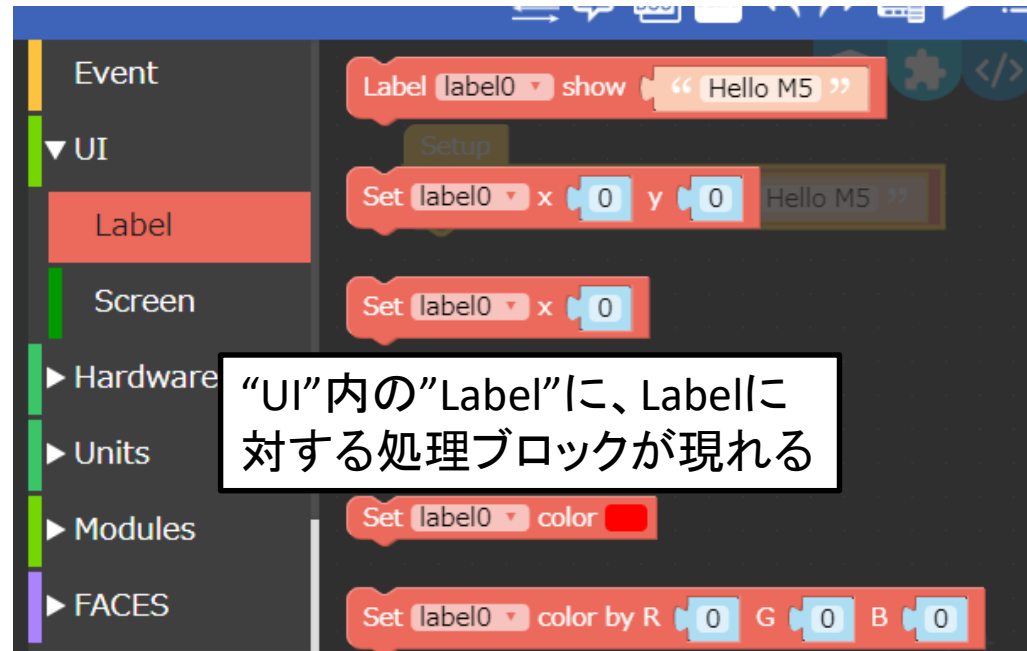 Event
UI
Label
Screen
Hardware
Units
Modules
FACES
Label label0 show “ Hello M5 ”
Setup
Set label0 x 0 y 0
Hello M5 ”
Set label0 x 0
“UI”内の”Label”に、Labelに
対する処理ブロックが現れる
Set label0 color
Set label0 color by R 0 G 0 B 0